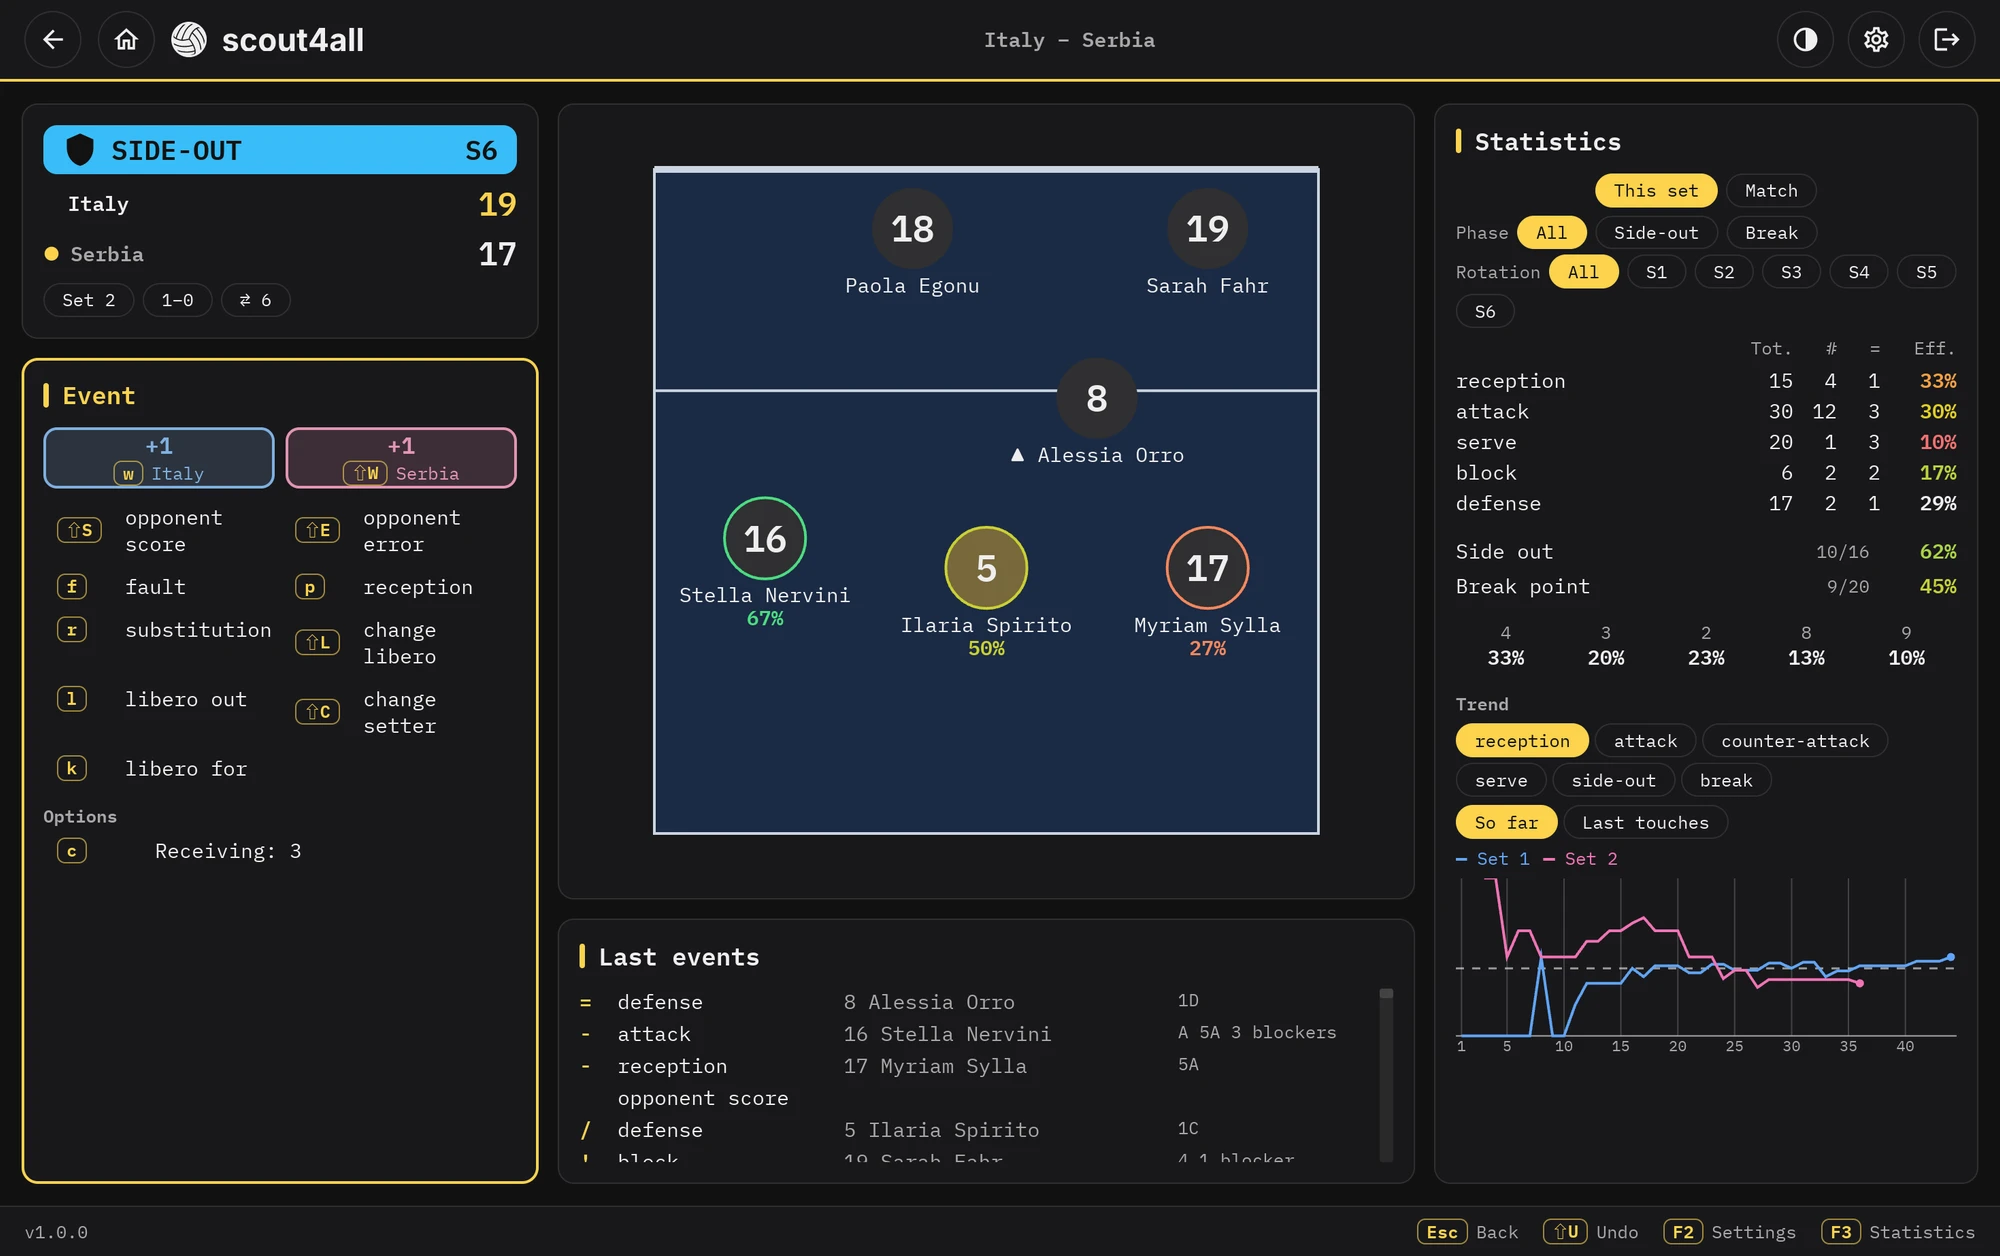 scout4all
Italy – Serbia
SIDE-OUT S6
Italy 19
Serbia 17
Set 2 1–0 ⇄ 6
Event
+1 +1
w Italy ⇧W Serbia
⇧S opponent score ⇧E opponent error
f fault p reception
r substitution ⇧L change libero
l libero out ⇧C change setter
k libero for
Options
c Receiving: 3
18 19
Paola Egonu Sarah Fahr
8
▲ Alessia Orro
16 5 17
Stella Nervini Ilaria Spirito Myriam Sylla
67% 50% 27%
Last events
= defense 8 Alessia Orro 1D
- attack 16 Stella Nervini A 5A 3 blockers
- reception 17 Myriam Sylla 5A
opponent score
/ defense 5 Ilaria Spirito 1C
! block 19 Sarah Fahr 4 1 blocker
Statistics
This set Match
Phase All Side-out Break
Rotation All S1 S2 S3 S4 S5
S6
Tot. # = Eff.
reception 15 4 1 33%
attack 30 12 3 30%
serve 20 1 3 10%
block 6 2 2 17%
defense 17 2 1 29%
Side out 10/16 62%
Break point 9/20 45%
4 3 2 8 9
33% 20% 23% 13% 10%
Trend
reception attack counter-attack
serve side-out break
So far Last touches
Set 1 Set 2
1 5 10 15 20 25 30 35 40
v1.0.0
Esc Back ⇧U Undo F2 Settings F3 Statistics